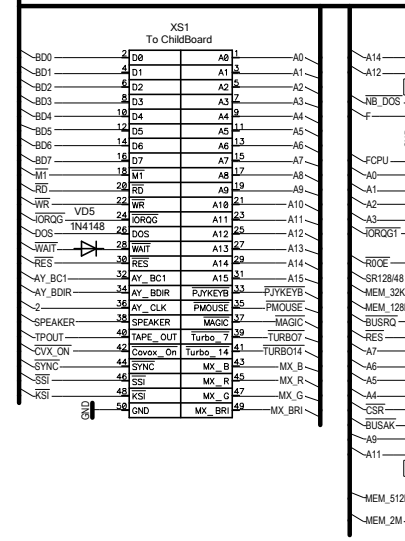 XS1
To ChildBoard
BD0 2 D0 A0 1 A0
BD1 4 D1 A1 3 A1
BD2 6 D2 A2 5 A2
BD3 8 D3 A3 7 A3
BD4 10 D4 A4 9 A4
BD5 12 D5 A5 11 A5
BD6 14 D6 A6 13 A6
BD7 16 D7 A7 15 A7
M1 18 M1 A8 17 A8
RD 20 RD A9 19 A9
WR 22 WR A10 21 A10
VD5
1N4148
IORQG 24 IORQG A11 23 A11
DOS 26 DOS A12 25 A12
WAIT 28 WAIT A13 27 A13
RES 30 RES A14 29 A14
AY_BC1 32 AY_BC1 A15 31 A15
AY_BDIR 34 AY_BDIR PJYKEYB 33 PJYKEYB
2 36 AY_CLK PMOUSE 35 PMOUSE
SPEAKER 38 SPEAKER MAGIC 37 MAGIC
TPOUT 40 TAPE_OUT Turbo_7 39 TURBO7
CVX_ON 42 Covox_On Turbo_14 41 TURBO14
SYNC 44 SYNC MX_B 43 MX_B
SSI 46 SSI MX_R 45 MX_R
KSI 48 KSI MX_G 47 MX_G
GND 50 GND MX_BRI 49 MX_BRI
A14
A12
NB_DOS
F
FCPU
A0
A1
A2
A3
IORQG1
ROOE
SR128/48
MEM_32K
MEM_128
BUSRQ
RES
A7
A6
A5
A4
CSR
BUSAK
A9
A11
MEM_512
MEM_2M